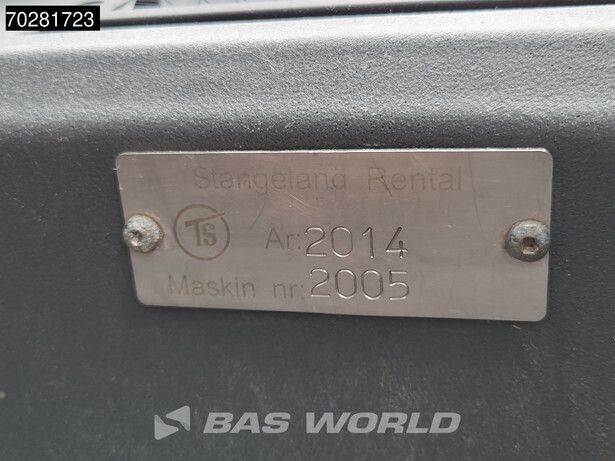 70281723
Stangeland Rental
TS
Ar: 2014
Maskin nr: 2005
BAS WORLD